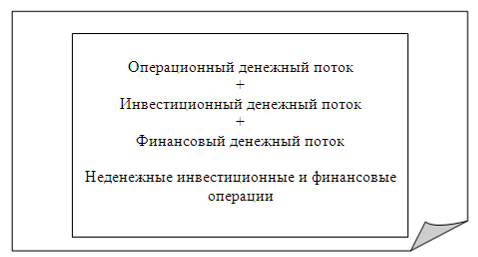 Операционный денежный поток
+
Инвестиционный денежный поток
+
Финансовый денежный поток
Неденежные инвестиционные и финансовые
операции